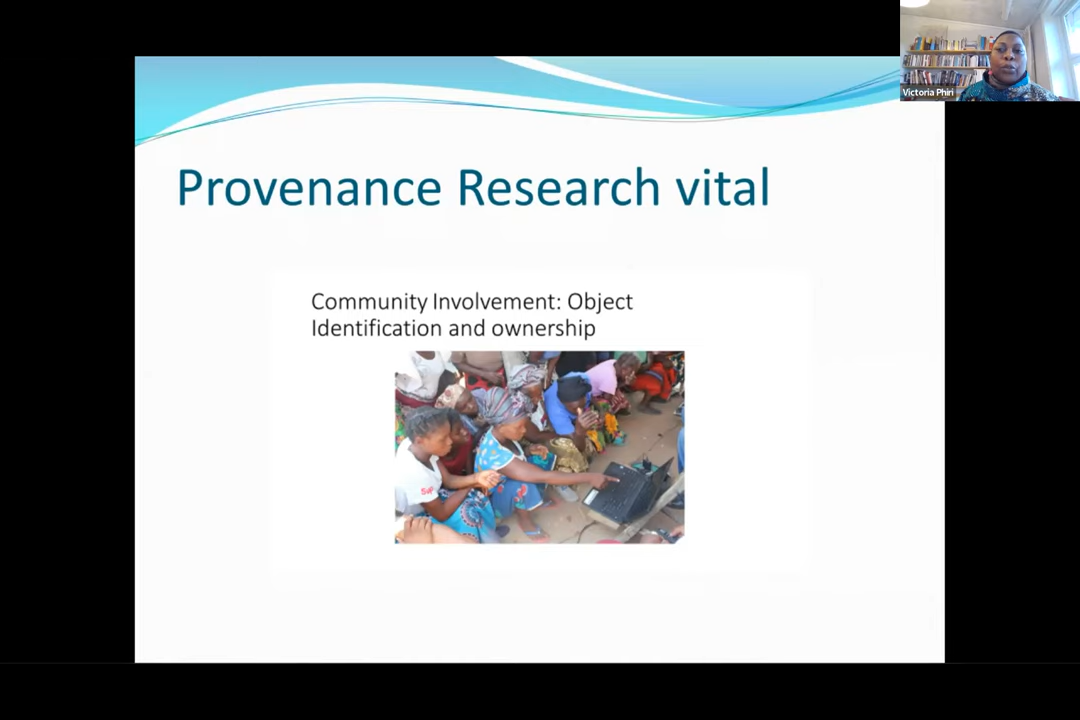 Provenance Research vital
Community Involvement: Object
Identification and ownership
Victoria Phiri